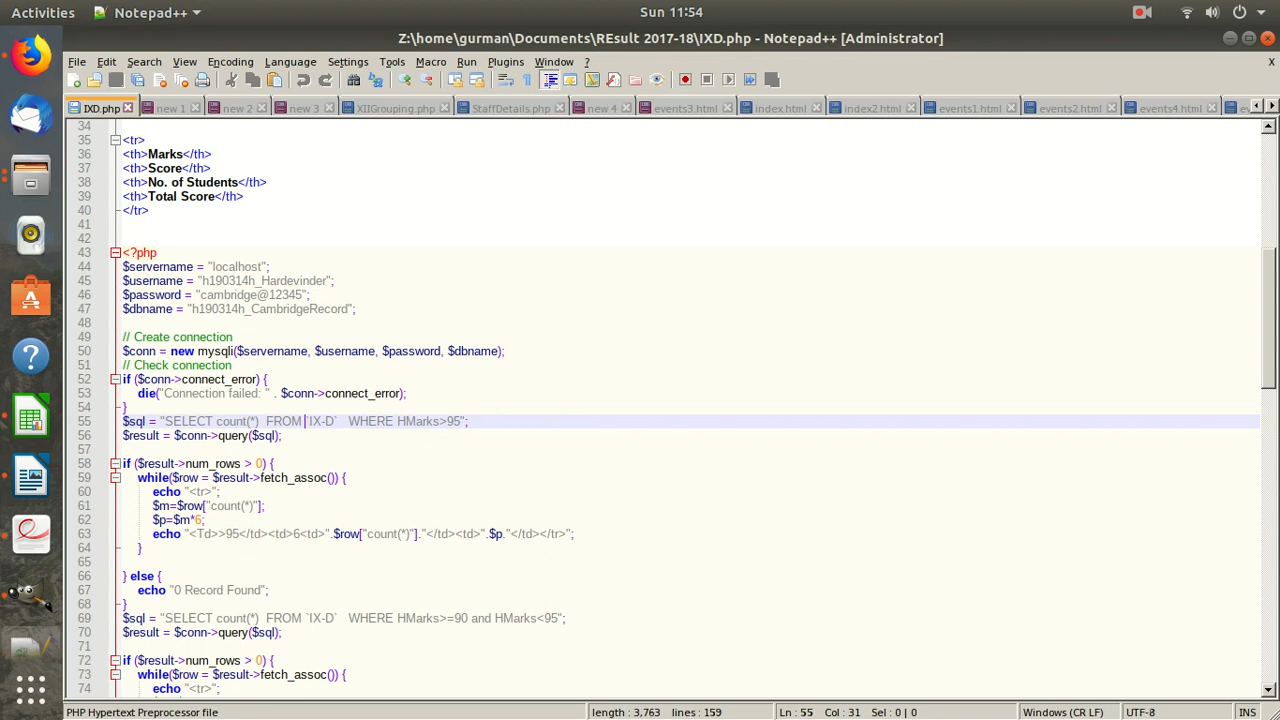 Activities
Notepad++
Sun 11:54
Z:\home\gurman\Documents\REsult 2017-18\IXD.php - Notepad++ [Administrator]
File Edit Search View Encoding Language Settings Tools Macro Run Plugins Window ? X
IXD.php new 1 new 2 new 3 XIIGrouping.php StaffDetails.php new 4 events3.html index.html index2.html events1.html events2.html events4.html
34
35 <tr>
36 <th>Marks</th>
37 <th>Score</th>
38 <th>No. of Students</th>
39 <th>Total Score</th>
40 </tr>
41
42
43 <?php
44 $servername = "localhost";
45 $username = "h190314h_Hardevinder";
46 $password = "cambridge@12345";
47 $dbname = "h190314h_CambridgeRecord";
48
49 // Create connection
50 $conn = new mysqli($servername, $username, $password, $dbname);
51 // Check connection
52 if ($conn->connect_error) {
53 die("Connection failed: " . $conn->connect_error);
54 }
55 $sql = "SELECT count(*)  FROM `IX-D`   WHERE HMarks>95";
56 $result = $conn->query($sql);
57
58 if ($result->num_rows > 0) {
59 while($row = $result->fetch_assoc()) {
60 echo "<tr>";
61 $m=$row["count(*)"];
62 $p=$m*6;
63 echo "<Td>>95</td><td>6<td>".$row["count(*)"]."</td><td>".$p."</td></tr>";
64 }
65
66 } else {
67 echo "0 Record Found";
68 }
69 $sql = "SELECT count(*)  FROM `IX-D`   WHERE HMarks>=90 and HMarks<95";
70 $result = $conn->query($sql);
71
72 if ($result->num_rows > 0) {
73 while($row = $result->fetch_assoc()) {
74 echo "<tr>";
PHP Hypertext Preprocessor file length : 3,763 lines : 159 Ln : 55 Col : 31 Sel : 0 | 0 Windows (CR LF) UTF-8 INS